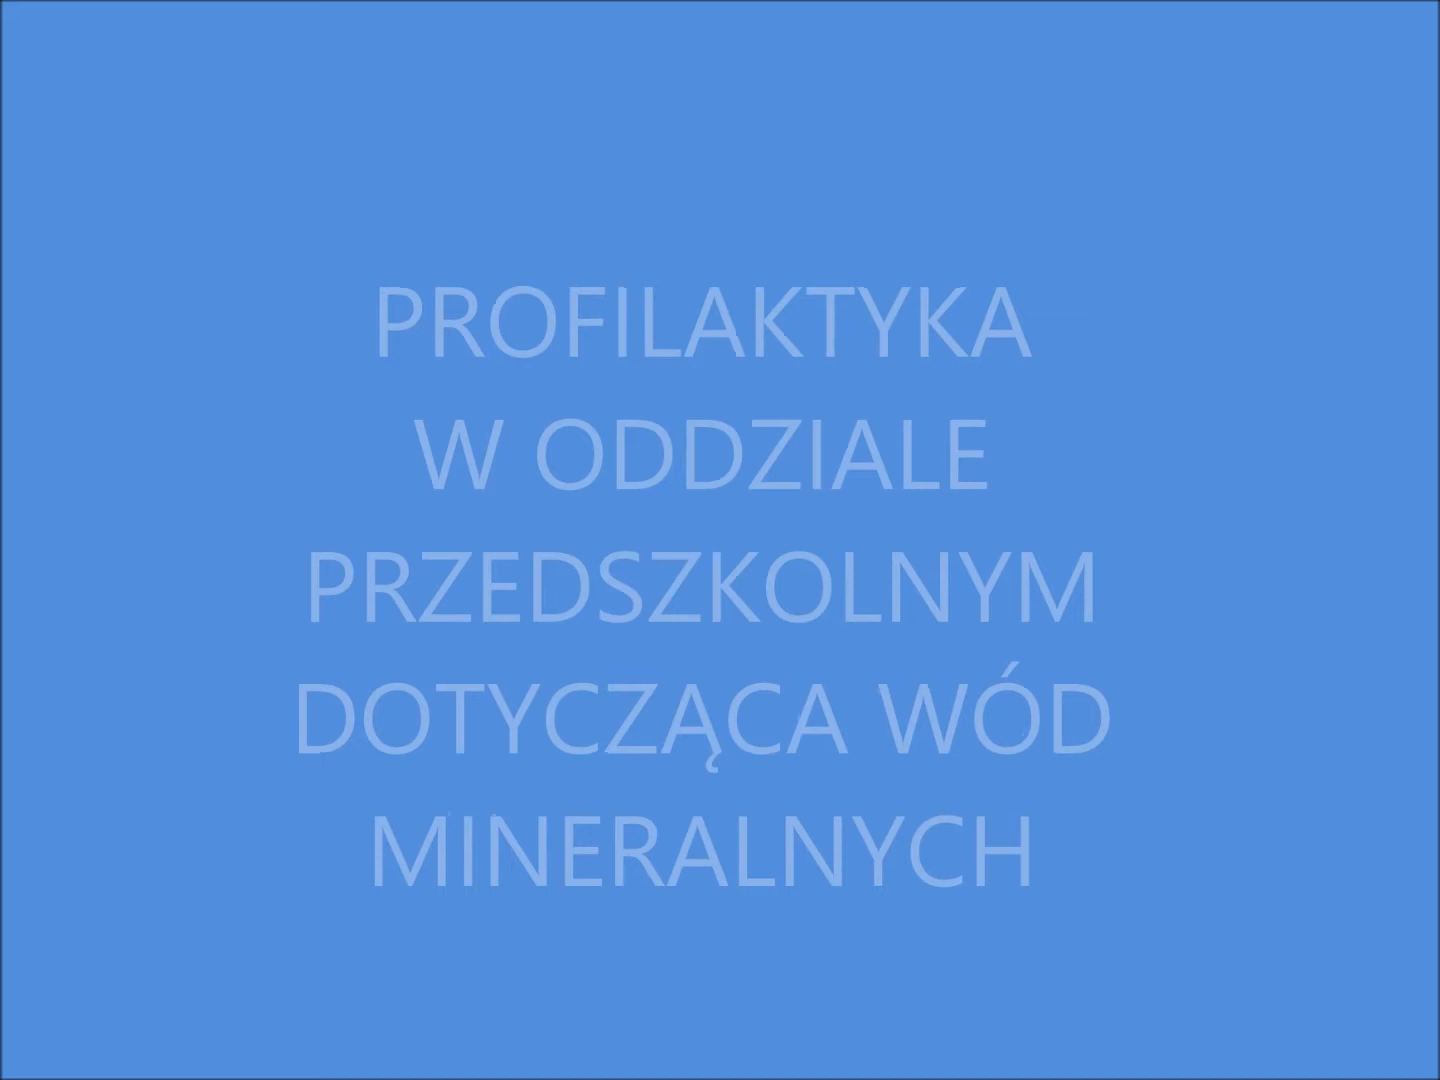 PROFILAKTYKA
W ODDZIALE
PRZEDSZKOLNYM
DOTYCZĄCA WÓD
MINERALNYCH